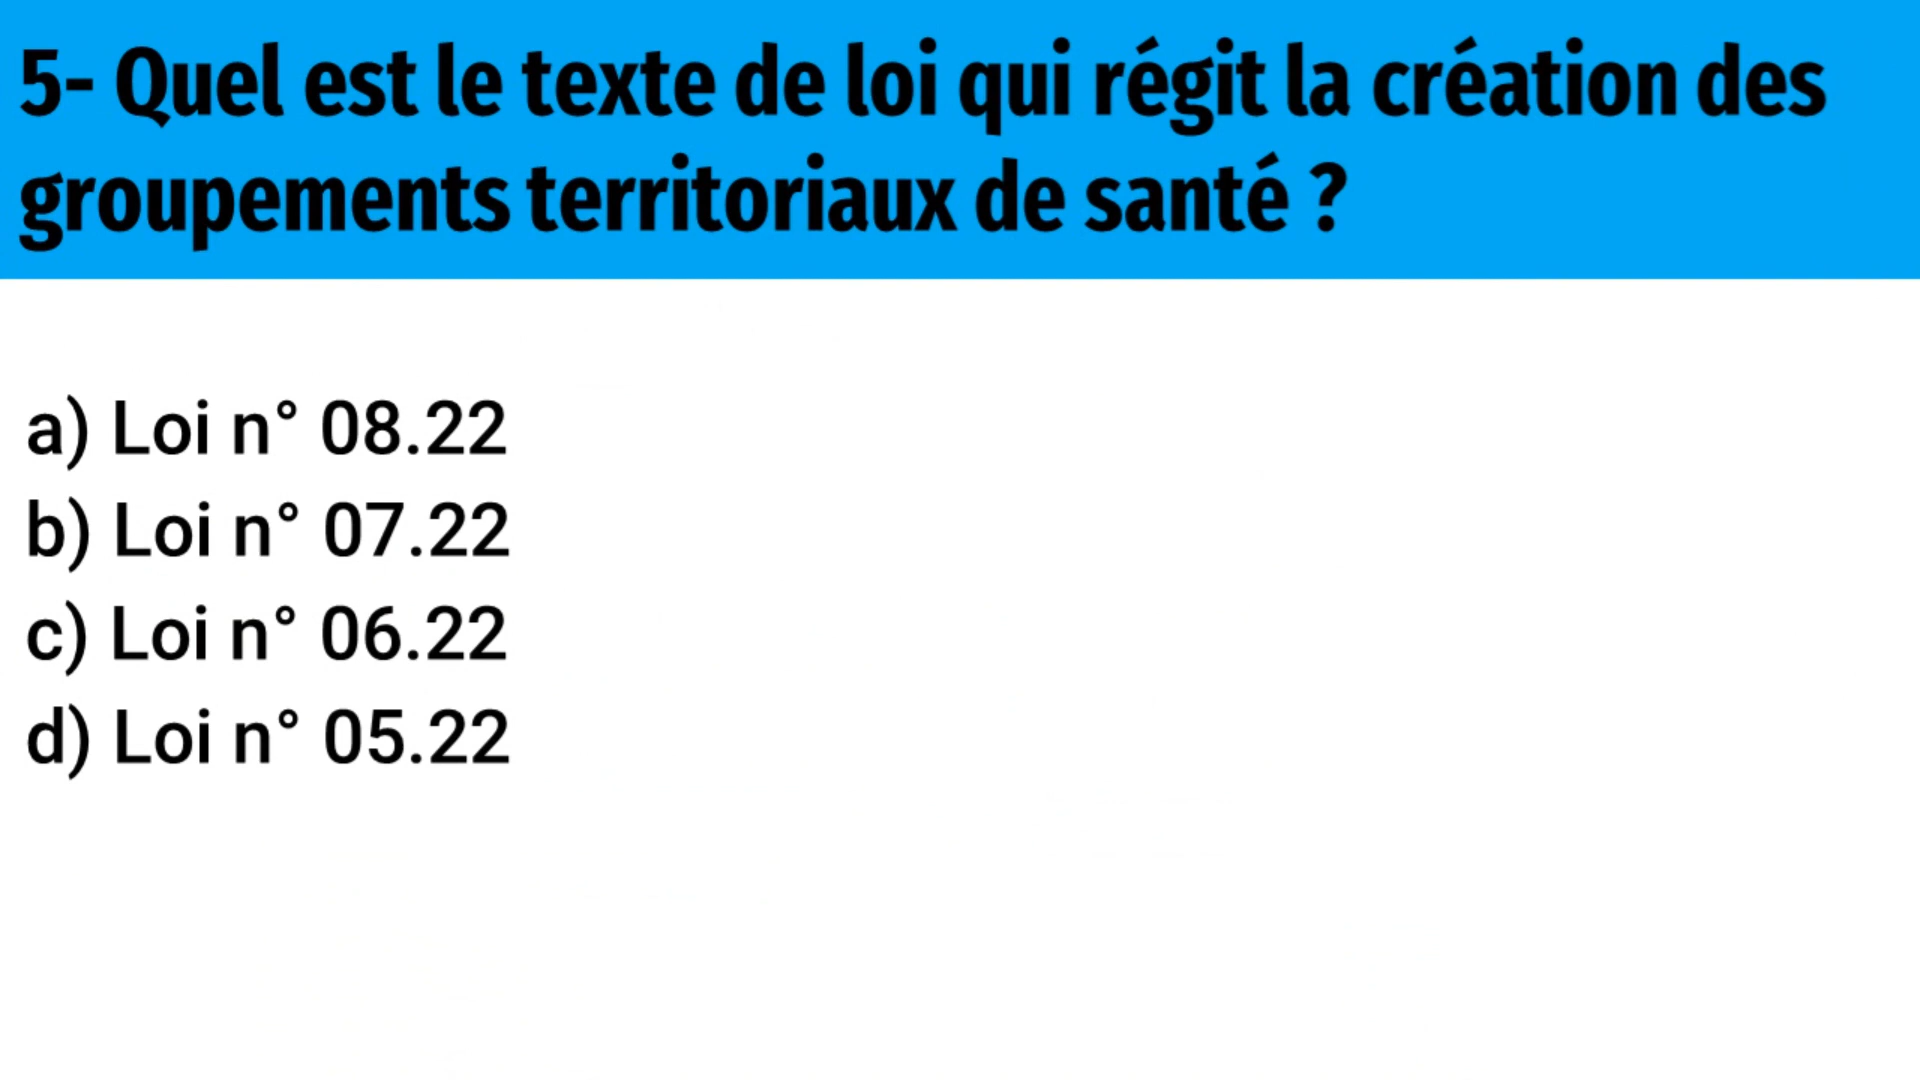 5- Quel est le texte de loi qui régit la création des
groupements territoriaux de santé ?
a) Loi n° 08.22
b) Loi n° 07.22
c) Loi n° 06.22
d) Loi n° 05.22